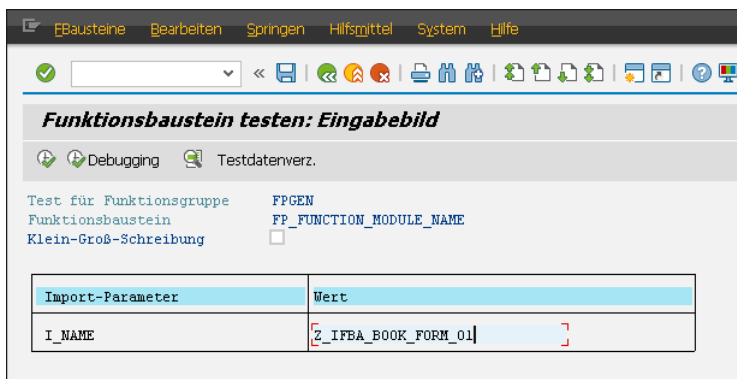 FBausteine Bearbeiten Springen Hilfsmittel System Hilfe
Funktionsbaustein testen: Eingabebild
Debugging Testdatenverz.
Test für Funktionsgruppe FPGEN
Funktionsbaustein FP_FUNCTION_MODULE_NAME
Klein-Groß-Schreibung
Import-Parameter Wert
I_NAME Z_IFBA_BOOK_FORM_01